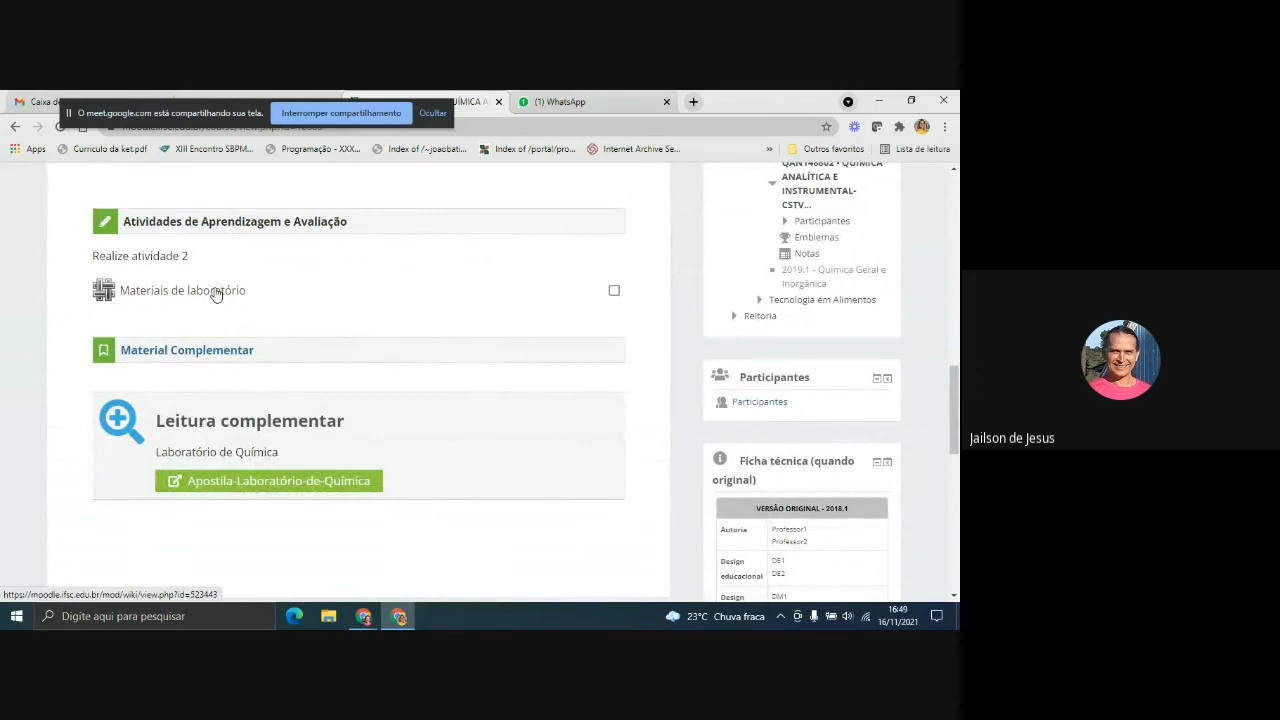 Caixa de
UÍMICA A
(1) WhatsApp
O meet.google.com está compartilhando sua tela.
Interromper compartilhamento
Ocultar
Apps
Curriculo da ket.pdf
XIII Encontro SBPM...
Programação - XXX...
Index of /~joaobati...
Index of /portal/pro...
Internet Archive Se...
»
Outros favoritos
Lista de leitura
Atividades de Aprendizagem e Avaliação
Realize atividade 2
Materiais de laboratório
Material Complementar
Leitura complementar
Laboratório de Química
Apostila-Laboratório-de-Química
QAN148802 - QUÍMICA
ANALÍTICA E
INSTRUMENTAL-
CSTV...
Participantes
Emblemas
Notas
2019.1 - Química Geral e
Inorgânica
Tecnologia em Alimentos
Reitoria
Participantes
Participantes
Ficha técnica (quando
original)
VERSÃO ORIGINAL - 2018.1
Autoria
Professor1
Professor2
Design
educacional
DE1
DE2
Design
DM1
https://moodle.ifsc.edu.br/mod/wiki/view.php?id=523443
Digite aqui para pesquisar
23°C Chuva fraca
16:49
16/11/2021
Jailson de Jesus